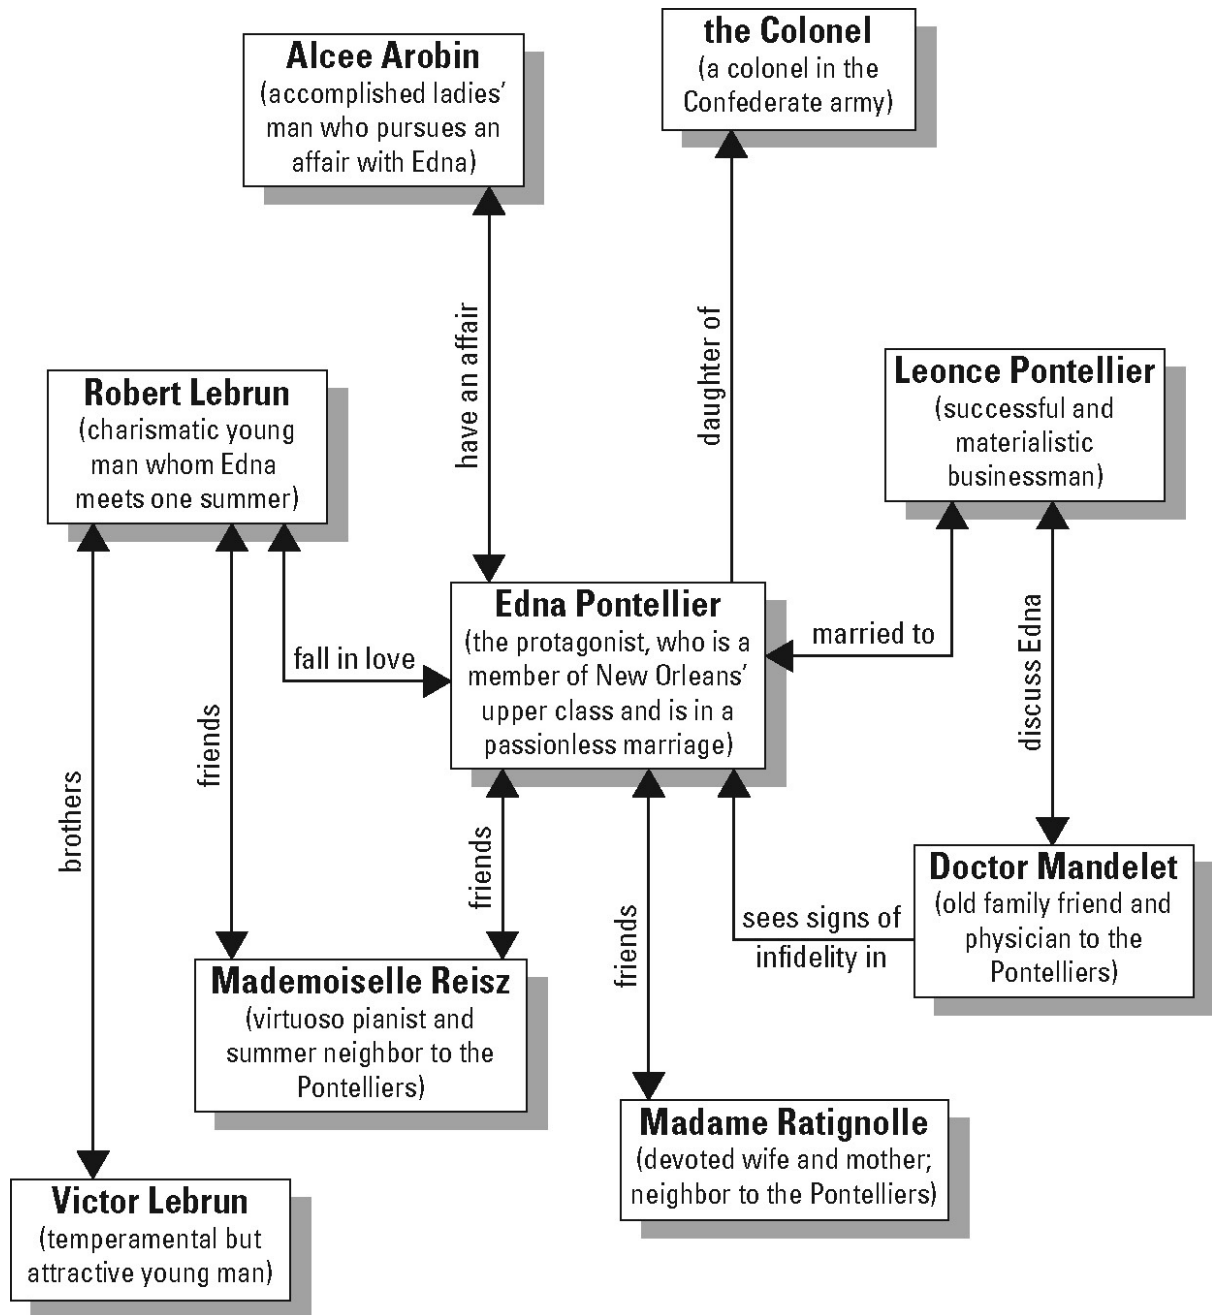 Alcee Arobin
(accomplished ladies'
man who pursues an
affair with Edna)
the Colonel
(a colonel in the
Confederate army)
have an affair
daughter of
Robert Lebrun
(charismatic young
man whom Edna
meets one summer)
Leonce Pontellier
(successful and
materialistic
businessman)
Edna Pontellier
(the protagonist, who is a
member of New Orleans'
upper class and is in a
passionless marriage)
fall in love
married to
discuss Edna
brothers
friends
friends
friends
sees signs of
infidelity in
Doctor Mandelet
(old family friend and
physician to the
Pontelliers)
Mademoiselle Reisz
(virtuoso pianist and
summer neighbor to the
Pontelliers)
Madame Ratignolle
(devoted wife and mother;
neighbor to the Pontelliers)
Victor Lebrun
(temperamental but
attractive young man)